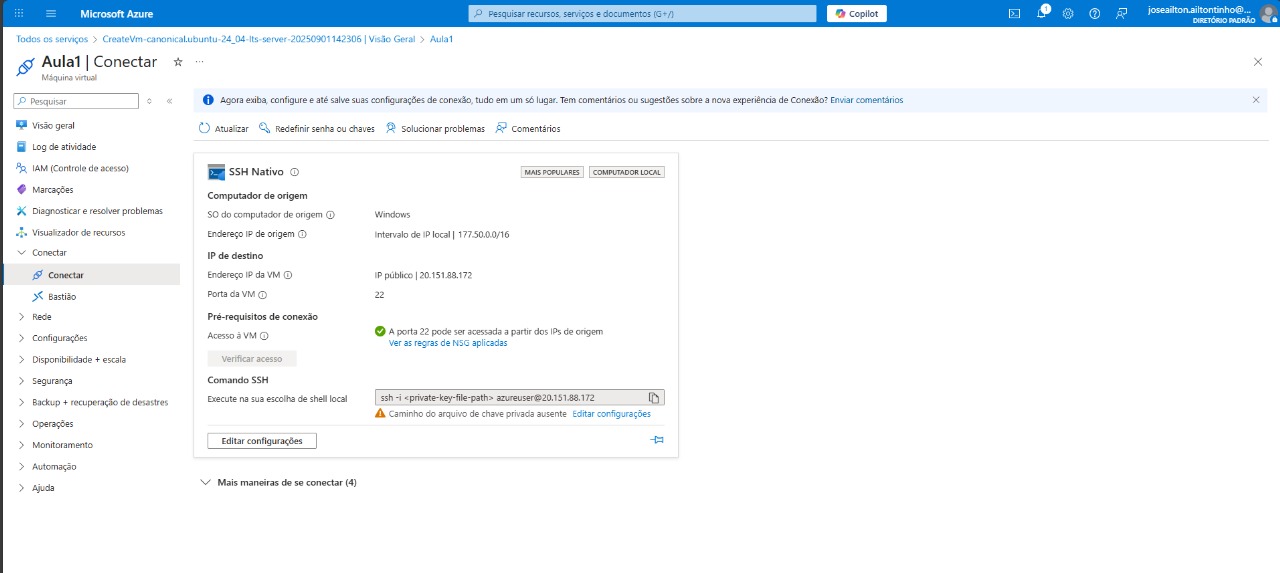 Microsoft Azure
Pesquisar recursos, serviços e documentos (G+/)
Copilot
1
joseailton.ailtontinho@...
DIRETÓRIO PADRÃO
Todos os serviços > CreateVm-canonical.ubuntu-24_04-lts-server-20250901142306 | Visão Geral > Aula1
Aula1 | Conectar
Máquina virtual
Pesquisar
Visão geral
Log de atividade
IAM (Controle de acesso)
Marcações
Diagnosticar e resolver problemas
Visualizador de recursos
Conectar
Conectar
Bastião
Rede
Configurações
Disponibilidade + escala
Segurança
Backup + recuperação de desastres
Operações
Monitoramento
Automação
Ajuda
Agora exiba, configure e até salve suas configurações de conexão, tudo em um só lugar. Tem comentários ou sugestões sobre a nova experiência de Conexão? Enviar comentários
Atualizar Redefinir senha ou chaves Solucionar problemas Comentários
SSH Nativo MAIS POPULARES COMPUTADOR LOCAL
Computador de origem
SO do computador de origem Windows
Endereço IP de origem Intervalo de IP local | 177.50.0.0/16
IP de destino
Endereço IP da VM IP público | 20.151.88.172
Porta da VM 22
Pré-requisitos de conexão
Acesso à VM A porta 22 pode ser acessada a partir dos IPs de origem
Ver as regras de NSG aplicadas
Verificar acesso
Comando SSH
Execute na sua escolha de shell local ssh -i <private-key-file-path> azureuser@20.151.88.172
Caminho do arquivo de chave privada ausente Editar configurações
Editar configurações
Mais maneiras de se conectar (4)